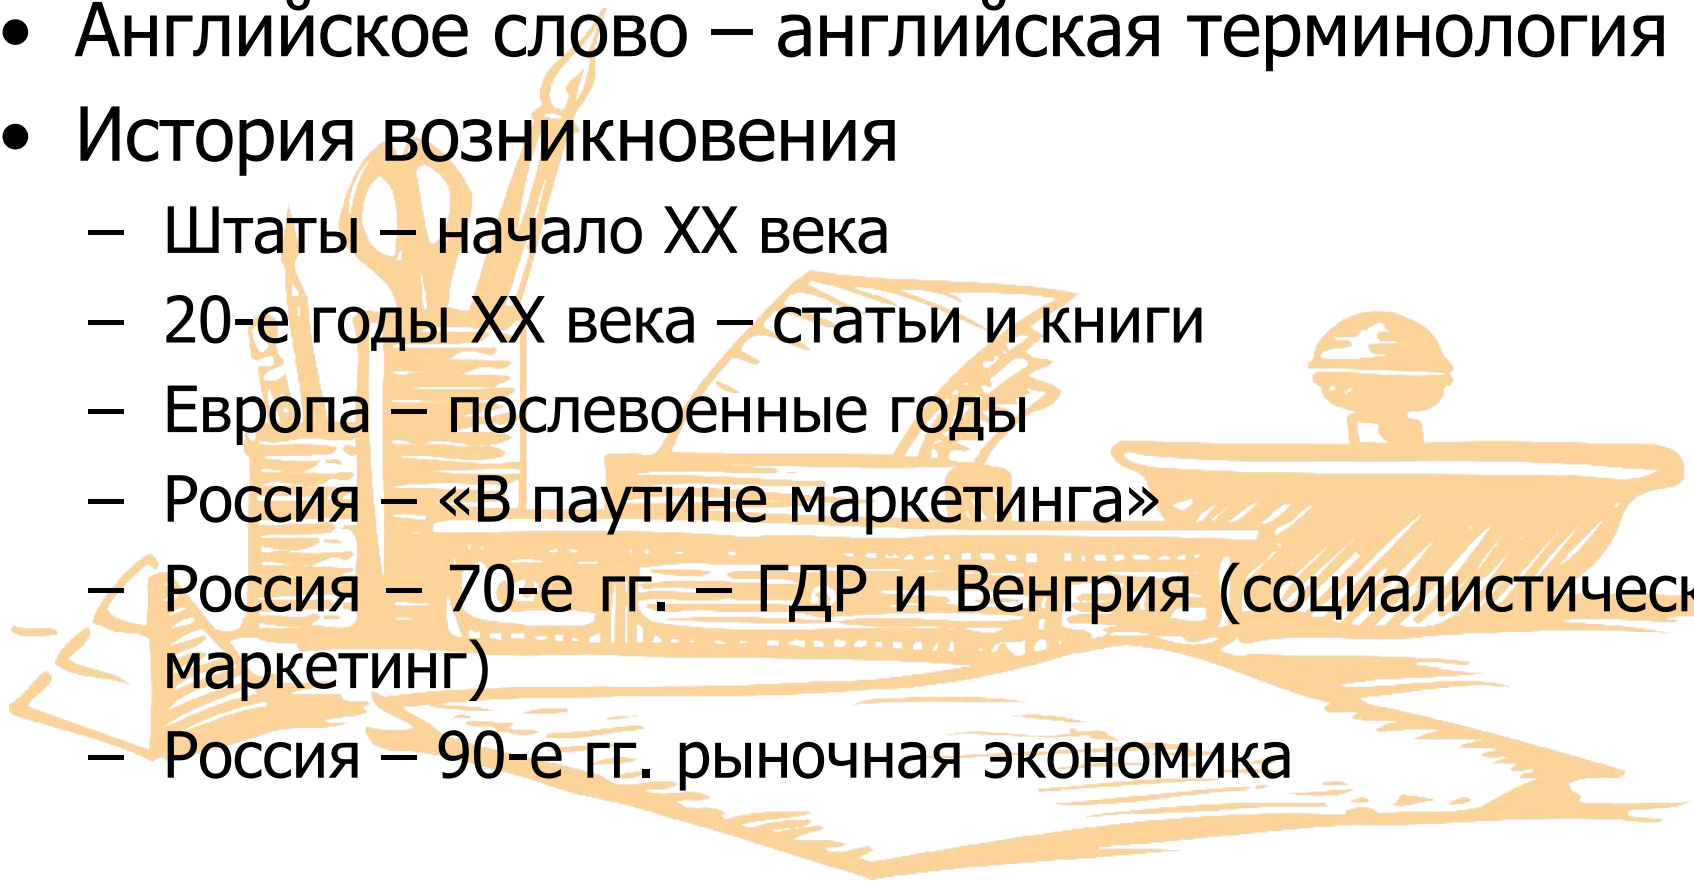 • Английское слово – английская терминология
• История возникновения
– Штаты – начало XX века
– 20-е годы XX века – статьи и книги
– Европа – послевоенные годы
– Россия – «В паутине маркетинга»
– Россия – 70-е гг. – ГДР и Венгрия (социалистическ
маркетинг)
– Россия – 90-е гг. рыночная экономика